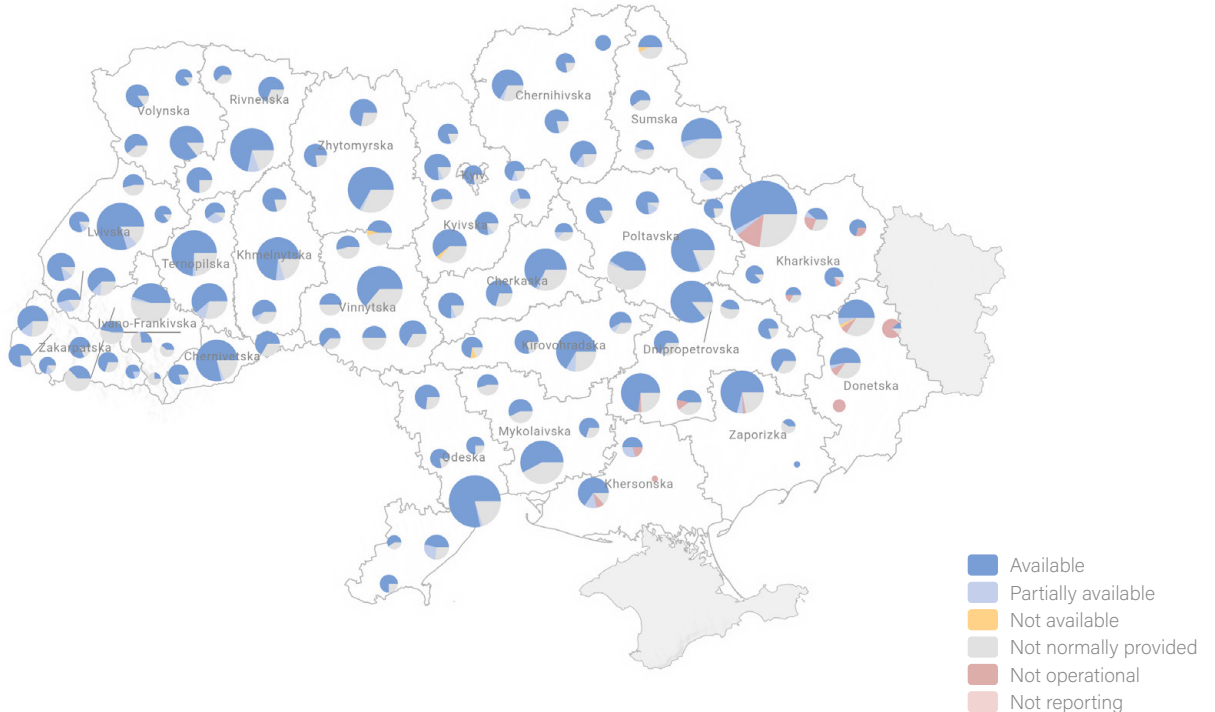 Chernihivska
Volynska
Rivnenska
Sumska
Zhytomyrska
Kyiv
Kyivska
Lvivska
Poltavska
Khmelnytska
Ternopilska
Kharkivska
Cherkaska
Vinnytska
Ivano-Frankivska
Kirovohradska
Dnipropetrovska
Zakarpatska
Chernivetska
Donetska
Mykolaivska
Zaporizka
Odeska
Khersonska
Available
Partially available
Not available
Not normally provided
Not operational
Not reporting